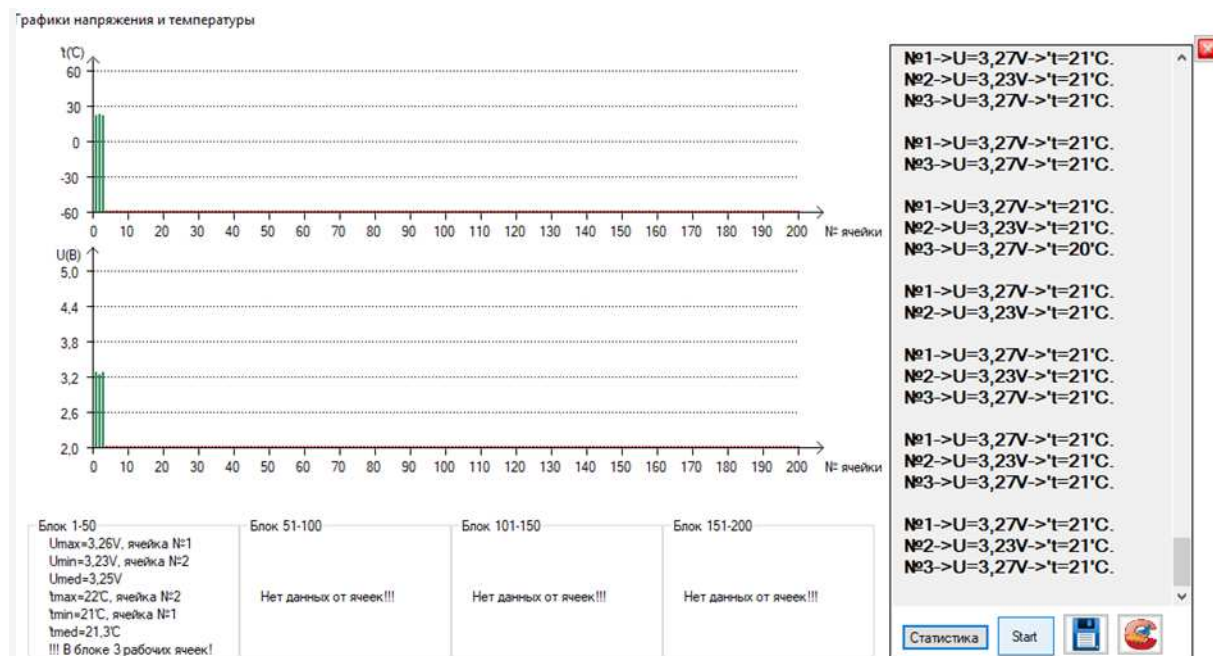 Графики напряжения и температуры
't(°C)
60
30
0
-30
-60
0 10 20 30 40 50 60 70 80 90 100 110 120 130 140 150 160 170 180 190 200 № ячейки
U(В)
5,0
4,4
3,8
3,2
2,6
2,0
0 10 20 30 40 50 60 70 80 90 100 110 120 130 140 150 160 170 180 190 200 № ячейки
Блок 1-50
Umax=3,26V, ячейка №1
Umin=3,23V, ячейка №2
Umed=3,25V
'tmax=22'C, ячейка №2
'tmin=21'C, ячейка №1
'tmed=21,3'C
!!! В блоке 3 рабочих ячеек!
Блок 51-100
Нет данных от ячеек!!!
Блок 101-150
Нет данных от ячеек!!!
Блок 151-200
Нет данных от ячеек!!!
№1->U=3,27V->'t=21'C.
№2->U=3,23V->'t=21'C.
№3->U=3,27V->'t=21'C.
№1->U=3,27V->'t=21'C.
№3->U=3,27V->'t=21'C.
№1->U=3,27V->'t=21'C.
№2->U=3,23V->'t=21'C.
№3->U=3,27V->'t=20'C.
№1->U=3,27V->'t=21'C.
№2->U=3,23V->'t=21'C.
№1->U=3,27V->'t=21'C.
№2->U=3,23V->'t=21'C.
№3->U=3,27V->'t=21'C.
№1->U=3,27V->'t=21'C.
№2->U=3,23V->'t=21'C.
№3->U=3,27V->'t=21'C.
№1->U=3,27V->'t=21'C.
№2->U=3,23V->'t=21'C.
№3->U=3,27V->'t=21'C.
Статистика
Start